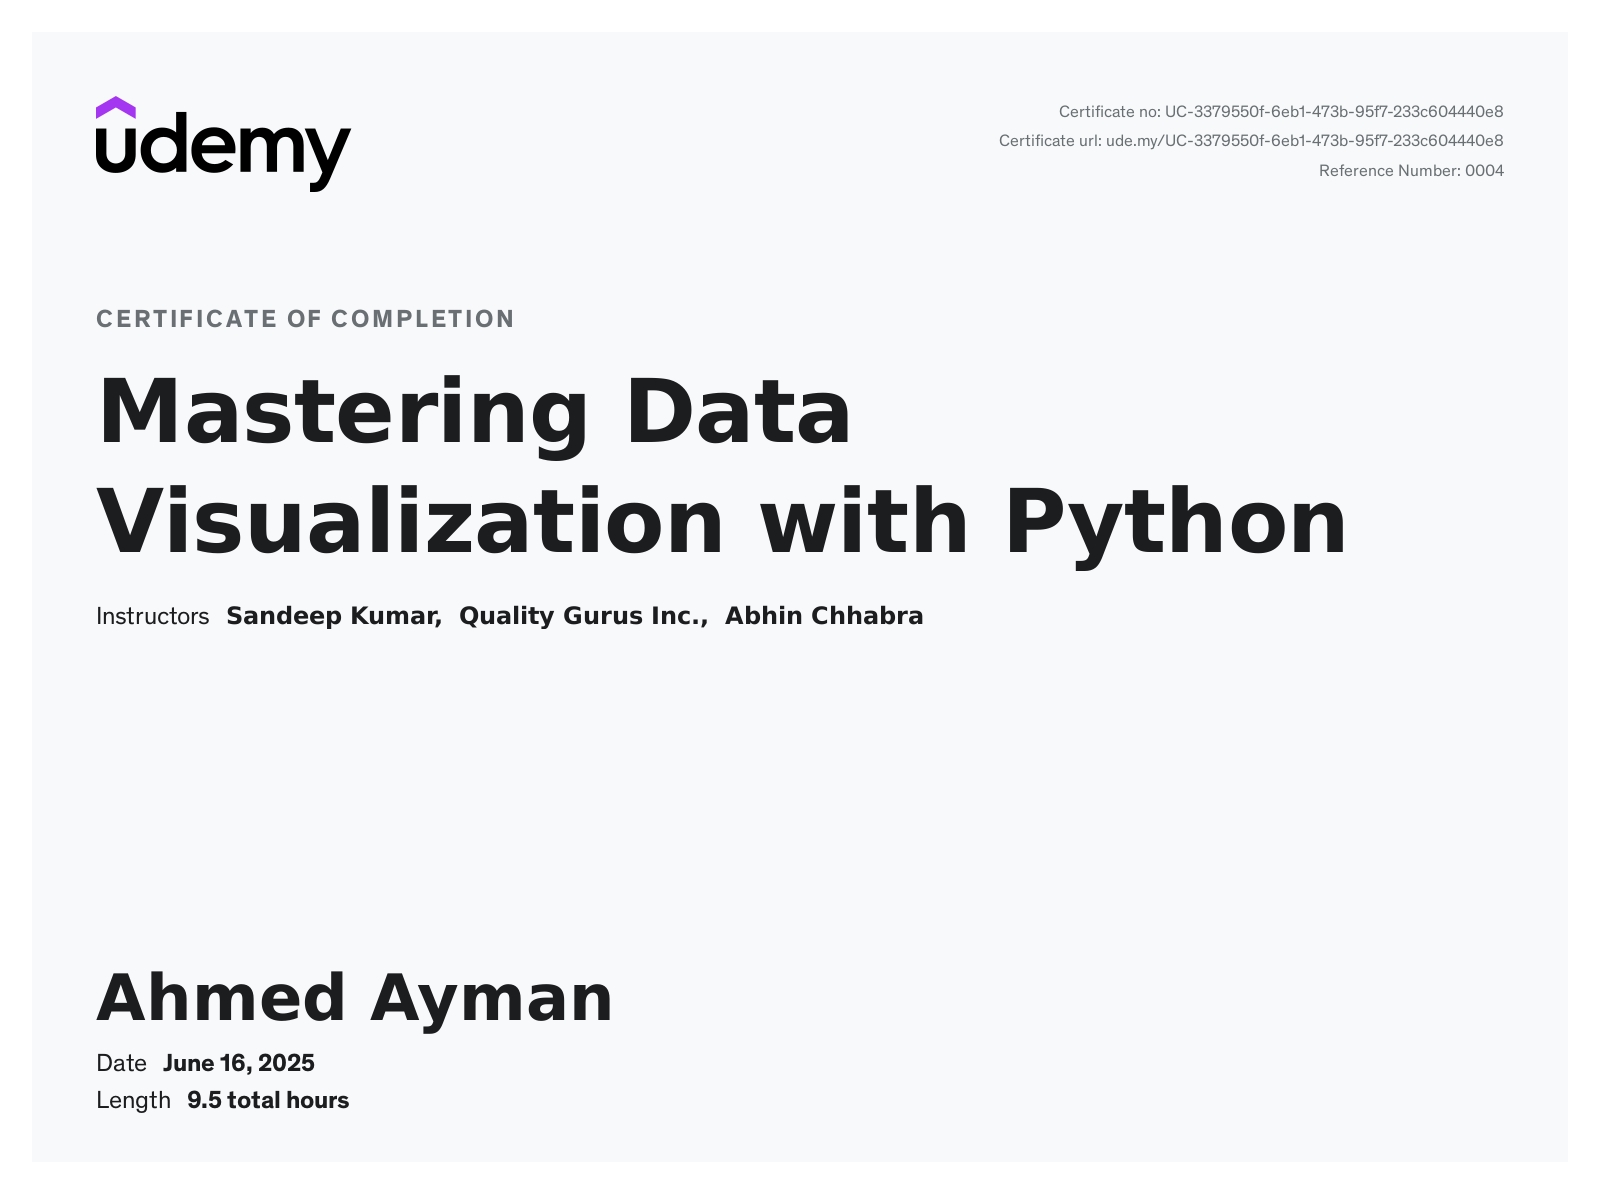 udemy
Certificate no: UC-3379550f-6eb1-473b-95f7-233c604440e8
Certificate url: ude.my/UC-3379550f-6eb1-473b-95f7-233c604440e8
Reference Number: 0004
CERTIFICATE OF COMPLETION
Mastering Data
Visualization with Python
Instructors Sandeep Kumar, Quality Gurus Inc., Abhin Chhabra
Ahmed Ayman
Date June 16, 2025
Length 9.5 total hours